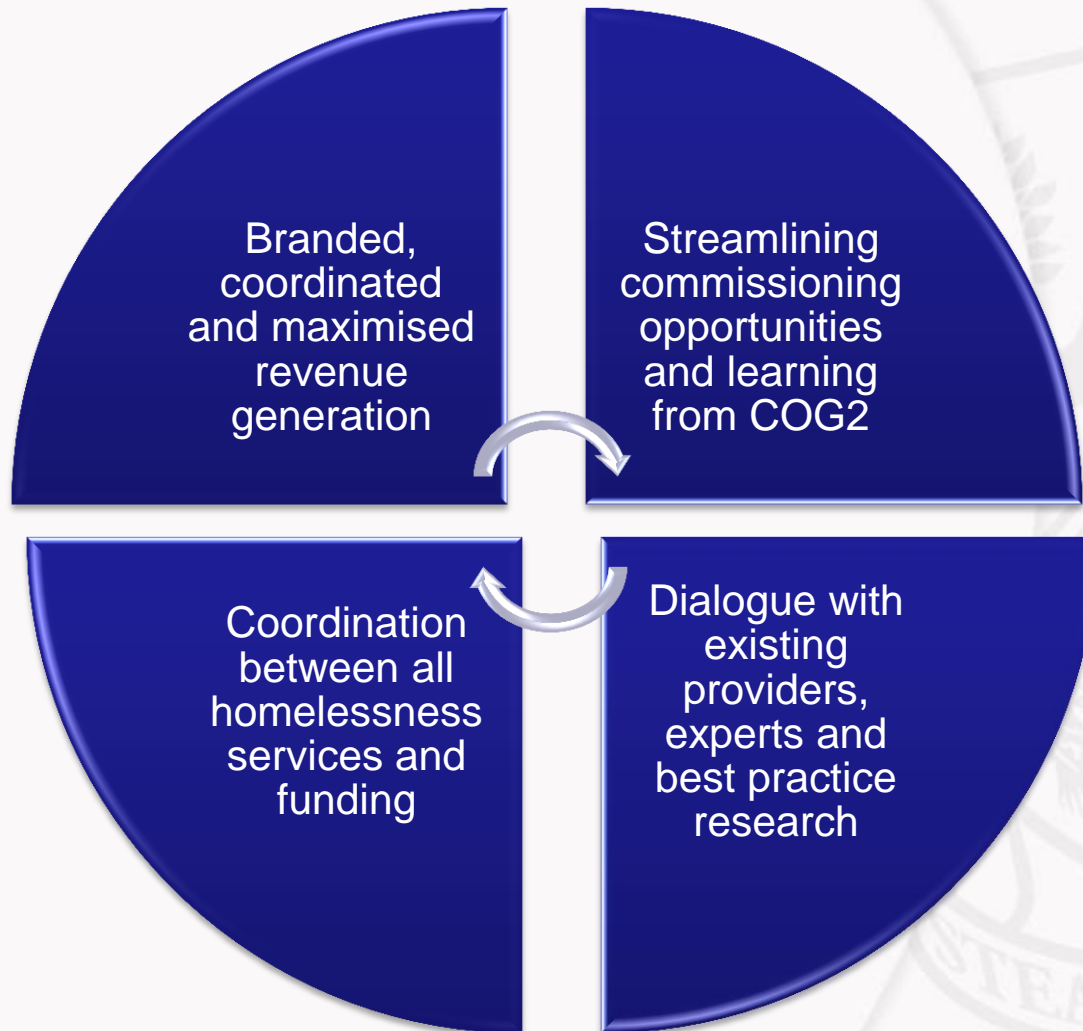 Branded,
coordinated
and maximised
revenue
generation
Streamlining
commissioning
opportunities
and learning
from COG2
Coordination
between all
homelessness
services and
funding
Dialogue with
existing
providers,
experts and
best practice
research